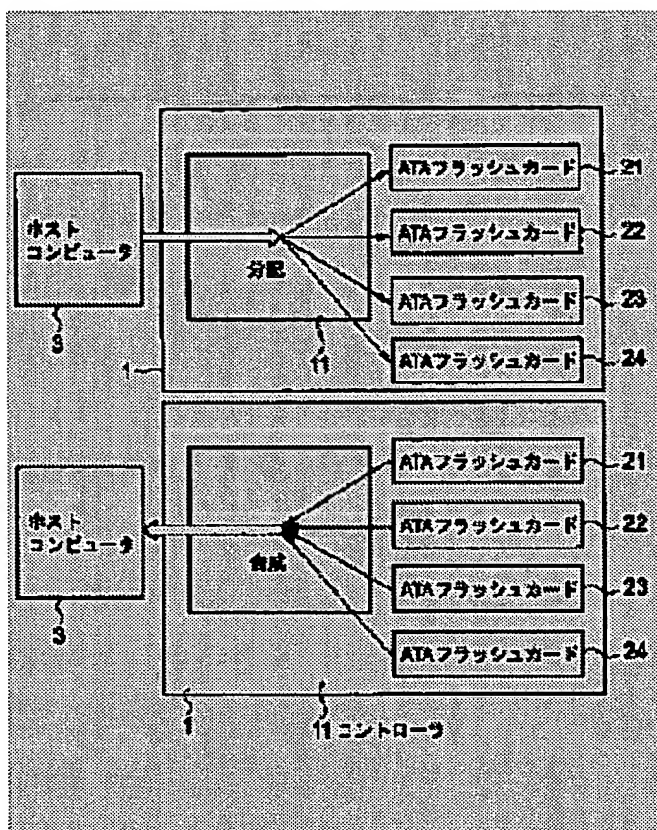 ホスト
コンピュータ
3
分配
11
1
ATAフラッシュカード
21
ATAフラッシュカード
22
ATAフラッシュカード
23
ATAフラッシュカード
24
ホスト
コンピュータ
3
合成
ATAフラッシュカード
21
ATAフラッシュカード
22
ATAフラッシュカード
23
ATAフラッシュカード
24
1
11 コントローラ